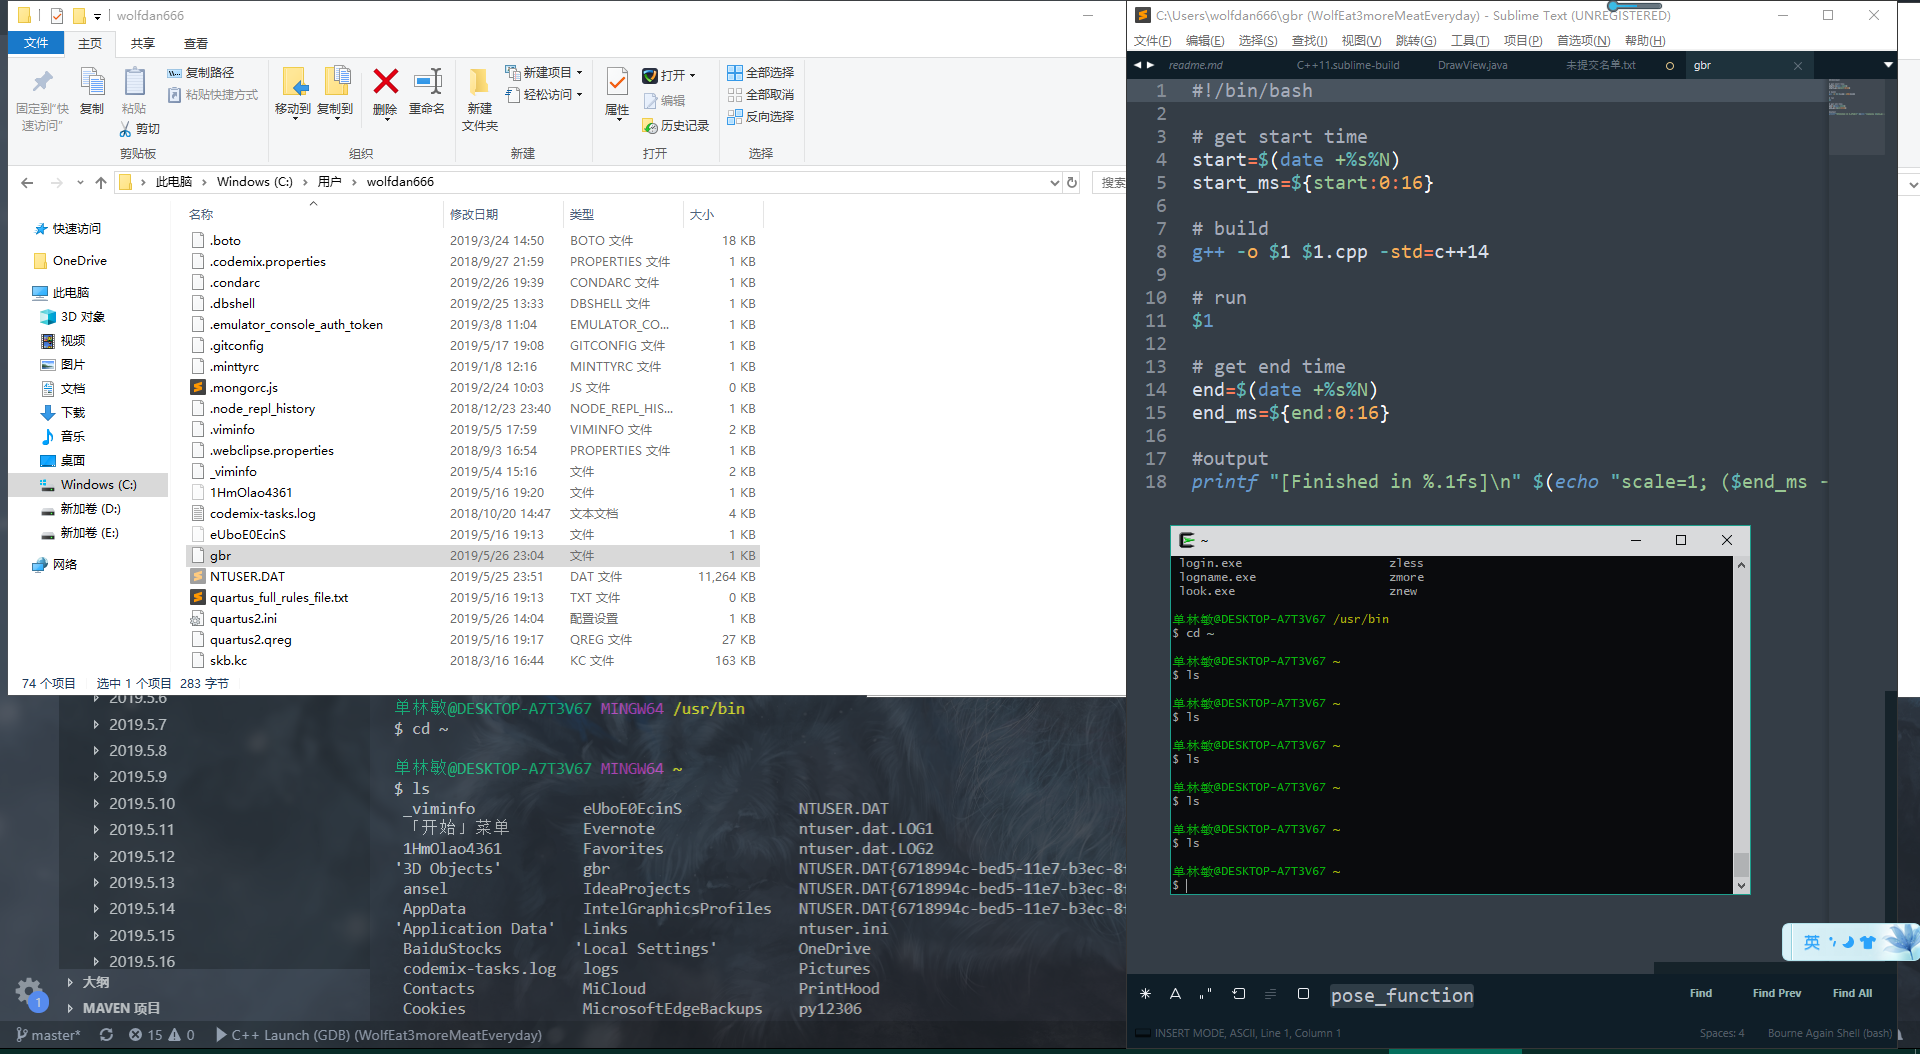 wolfdan666
文件 主页 共享 查看
固定到"快速访问" 复制 粘贴 复制路径 粘贴快捷方式 剪切
移动到 复制到 删除 重命名
新建文件夹 新建项目 轻松访问
属性 打开 编辑 历史记录
全部选择 全部取消 反向选择
剪贴板 组织 新建 打开 选择
此电脑 Windows (C:) 用户 wolfdan666 搜索
快速访问
OneDrive
此电脑
3D 对象
视频
图片
文档
下载
音乐
桌面
Windows (C:)
新加卷 (D:)
新加卷 (E:)
网络
名称 修改日期 类型 大小
.boto 2019/3/24 14:50 BOTO 文件 18 KB
.codemix.properties 2018/9/27 21:59 PROPERTIES 文件 1 KB
.condarc 2019/2/26 19:39 CONDARC 文件 1 KB
.dbshell 2019/2/25 13:33 DBSHELL 文件 1 KB
.emulator_console_auth_token 2019/3/8 11:04 EMULATOR_CO... 1 KB
.gitconfig 2019/5/17 19:08 GITCONFIG 文件 1 KB
.minttyrc 2019/1/8 12:16 MINTTYRC 文件 1 KB
.mongorc.js 2019/2/24 10:03 JS 文件 0 KB
.node_repl_history 2018/12/23 23:40 NODE_REPL_HIS... 1 KB
.viminfo 2019/5/5 17:59 VIMINFO 文件 2 KB
.webclipse.properties 2018/9/3 16:54 PROPERTIES 文件 1 KB
_viminfo 2019/5/4 15:16 文件 2 KB
1HmOlao4361 2019/5/16 19:20 文件 1 KB
codemix-tasks.log 2018/10/20 14:47 文本文档 4 KB
eUboE0EcinS 2019/5/16 19:13 文件 1 KB
gbr 2019/5/26 23:04 文件 1 KB
NTUSER.DAT 2019/5/25 23:51 DAT 文件 11,264 KB
quartus_full_rules_file.txt 2019/5/16 19:13 TXT 文件 0 KB
quartus2.ini 2019/5/26 14:04 配置设置 1 KB
quartus2.qreg 2019/5/16 19:17 QREG 文件 27 KB
skb.kc 2018/3/16 16:44 KC 文件 163 KB
74 个项目 选中 1 个项目 283 字节
2019.5.6
2019.5.7
2019.5.8
2019.5.9
2019.5.10
2019.5.11
2019.5.12
2019.5.13
2019.5.14
2019.5.15
2019.5.16
大纲
MAVEN 项目
1
单林敏@DESKTOP-A7T3V67 MINGW64 /usr/bin
$ cd ~
单林敏@DESKTOP-A7T3V67 MINGW64 ~
$ ls
_viminfo eUboE0EcinS NTUSER.DAT
「开始」菜单 Evernote ntuser.dat.LOG1
1HmOlao4361 Favorites ntuser.dat.LOG2
'3D Objects' gbr NTUSER.DAT{6718994c-bed5-11e7-b3ec-8f
ansel IdeaProjects NTUSER.DAT{6718994c-bed5-11e7-b3ec-8f
AppData IntelGraphicsProfiles NTUSER.DAT{6718994c-bed5-11e7-b3ec-8f
'Application Data' Links ntuser.ini
BaiduStocks 'Local Settings' OneDrive
codemix-tasks.log logs Pictures
Contacts MiCloud PrintHood
Cookies MicrosoftEdgeBackups py12306
master* 15 0 C++ Launch (GDB) (WolfEat3moreMeatEveryday)
C:\Users\wolfdan666\gbr (WolfEat3moreMeatEveryday) - Sublime Text (UNREGISTERED)
文件(F) 编辑(E) 选择(S) 查找(I) 视图(V) 跳转(G) 工具(T) 项目(P) 首选项(N) 帮助(H)
readme.md C++11.sublime-build DrawView.java 未提交名单.txt gbr
1 #!/bin/bash
2
3 # get start time
4 start=$(date +%s%N)
5 start_ms=${start:0:16}
6
7 # build
8 g++ -o $1 $1.cpp -std=c++14
9
10 # run
11 $1
12
13 # get end time
14 end=$(date +%s%N)
15 end_ms=${end:0:16}
16
17 #output
18 printf "[Finished in %.1fs]\n" $(echo "scale=1; ($end_ms -
~
login.exe zless
logname.exe zmore
look.exe znew
单林敏@DESKTOP-A7T3V67 /usr/bin
$ cd ~
单林敏@DESKTOP-A7T3V67 ~
$ ls
单林敏@DESKTOP-A7T3V67 ~
$ ls
单林敏@DESKTOP-A7T3V67 ~
$ ls
单林敏@DESKTOP-A7T3V67 ~
$ ls
单林敏@DESKTOP-A7T3V67 ~
$ ls
单林敏@DESKTOP-A7T3V67 ~
$
英
pose_function Find Find Prev Find All
INSERT MODE, ASCII, Line 1, Column 1 Spaces: 4 Bourne Again Shell (bash)